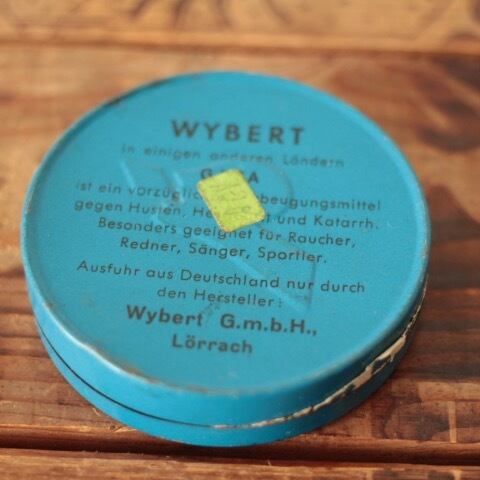 WYBERT
in einigen anderen Ländern
ist ein
gegen Husten, und Katarrh.
Besonders geeignet für Raucher,
Redner, Sänger, Sportler.
Ausfuhr aus Deutschland nur durch
den Hersteller:
Wybert G.m.b.H.,
Lörrach